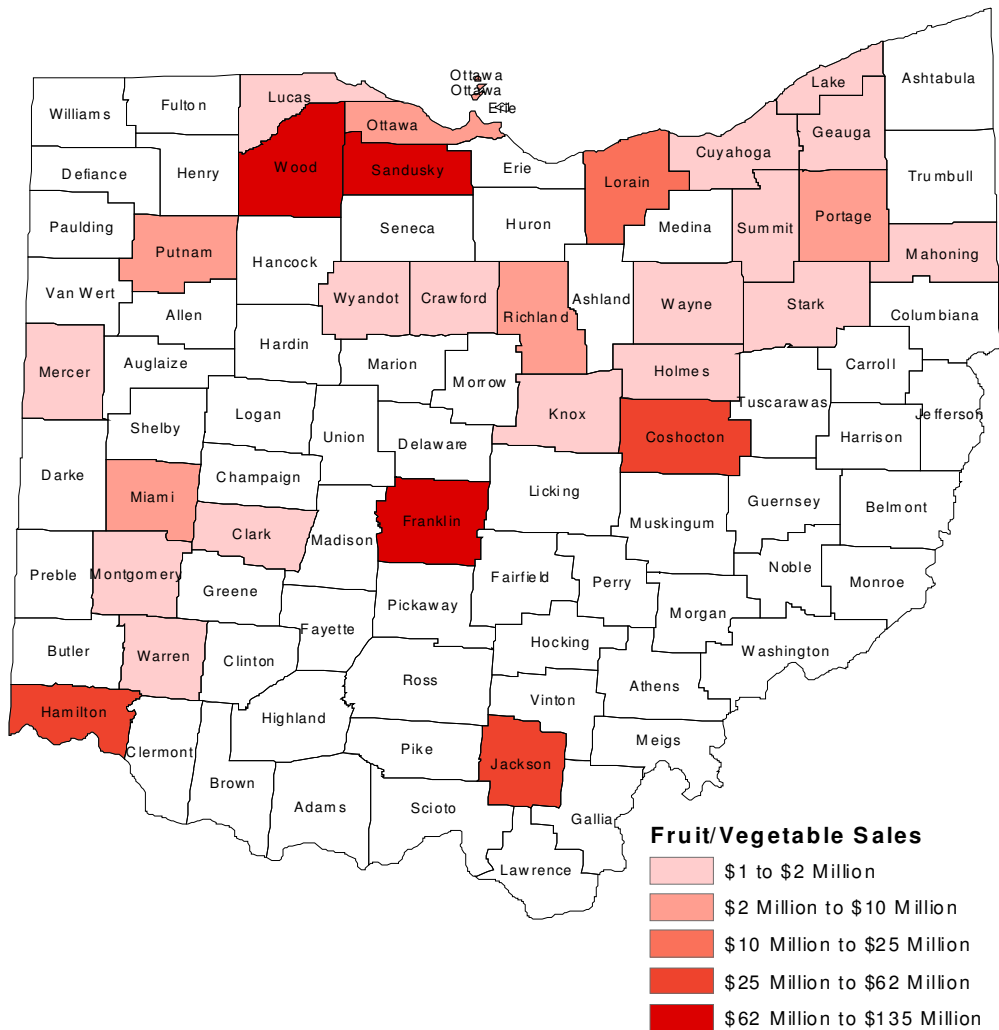 Ottawa
Ottawa
Erie
Lake
Ashtabula
Williams
Fulton
Lucas
Ottawa
Geauga
Cuyahoga
Defiance
Henry
Wood
Sandusky
Erie
Lorain
Trumbull
Paulding
Seneca
Huron
Medina
Summit
Portage
Putnam
Hancock
Mahoning
Van Wert
Wyandot
Crawford
Richland
Ashland
Wayne
Stark
Allen
Columbiana
Hardin
Auglaize
Marion
Carroll
Mercer
Morrow
Holmes
Tuscarawas
Logan
Knox
Jefferson
Shelby
Union
Delaware
Coshocton
Harrison
Darke
Champaign
Licking
Miami
Guernsey
Belmont
Franklin
Muskingum
Clark
Madison
Preble
Montgomery
Fairfield
Perry
Noble
Monroe
Greene
Pickaway
Morgan
Fayette
Butler
Warren
Clinton
Hocking
Washington
Ross
Athens
Hamilton
Vinton
Highland
Clermont
Pike
Meigs
Jackson
Brown
Adams
Scioto
Gallia
Lawrence
Fruit/Vegetable Sales
$1 to $2 Million
$2 Million to $10 Million
$10 Million to $25 Million
$25 Million to $62 Million
$62 Million to $135 Million